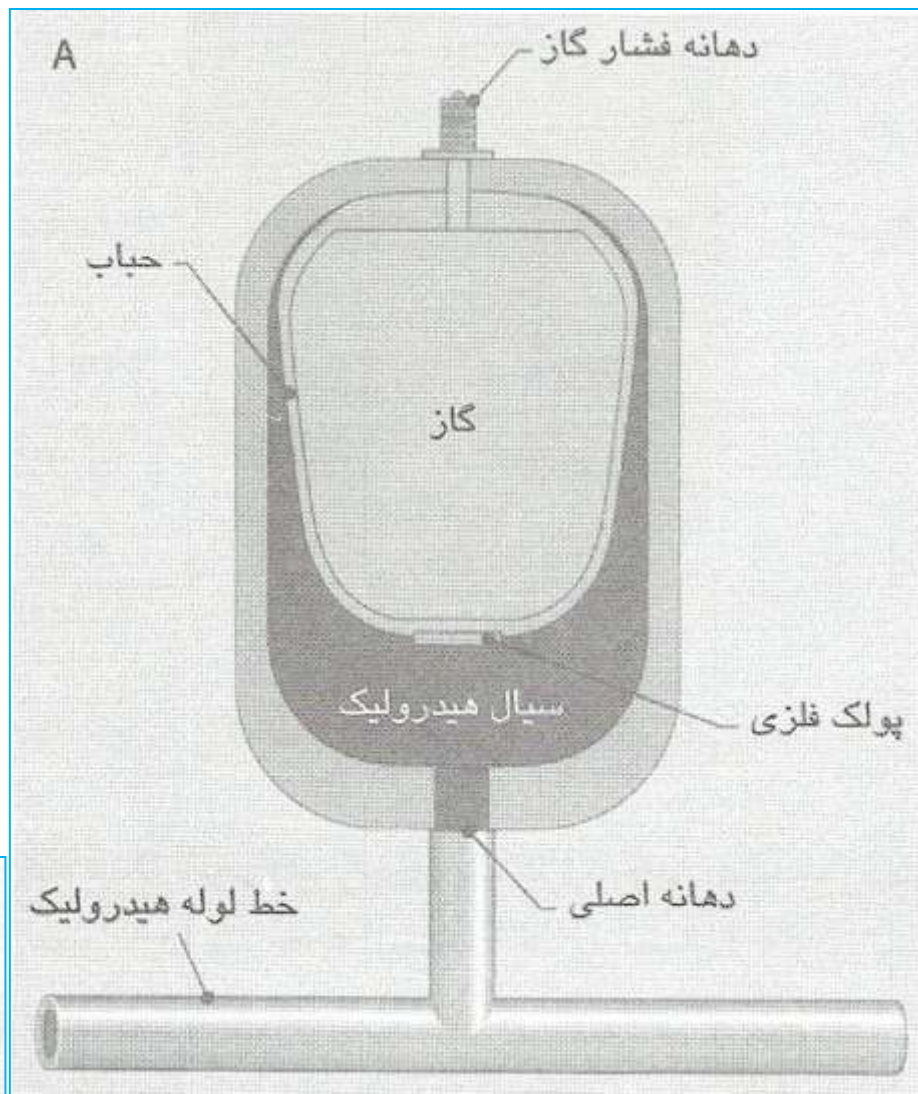 A
دهانه فشار گاز
حباب
گاز
سیال هیدرولیک
پولک فلزی
دهانه اصلی
خط لوله هیدرولیک